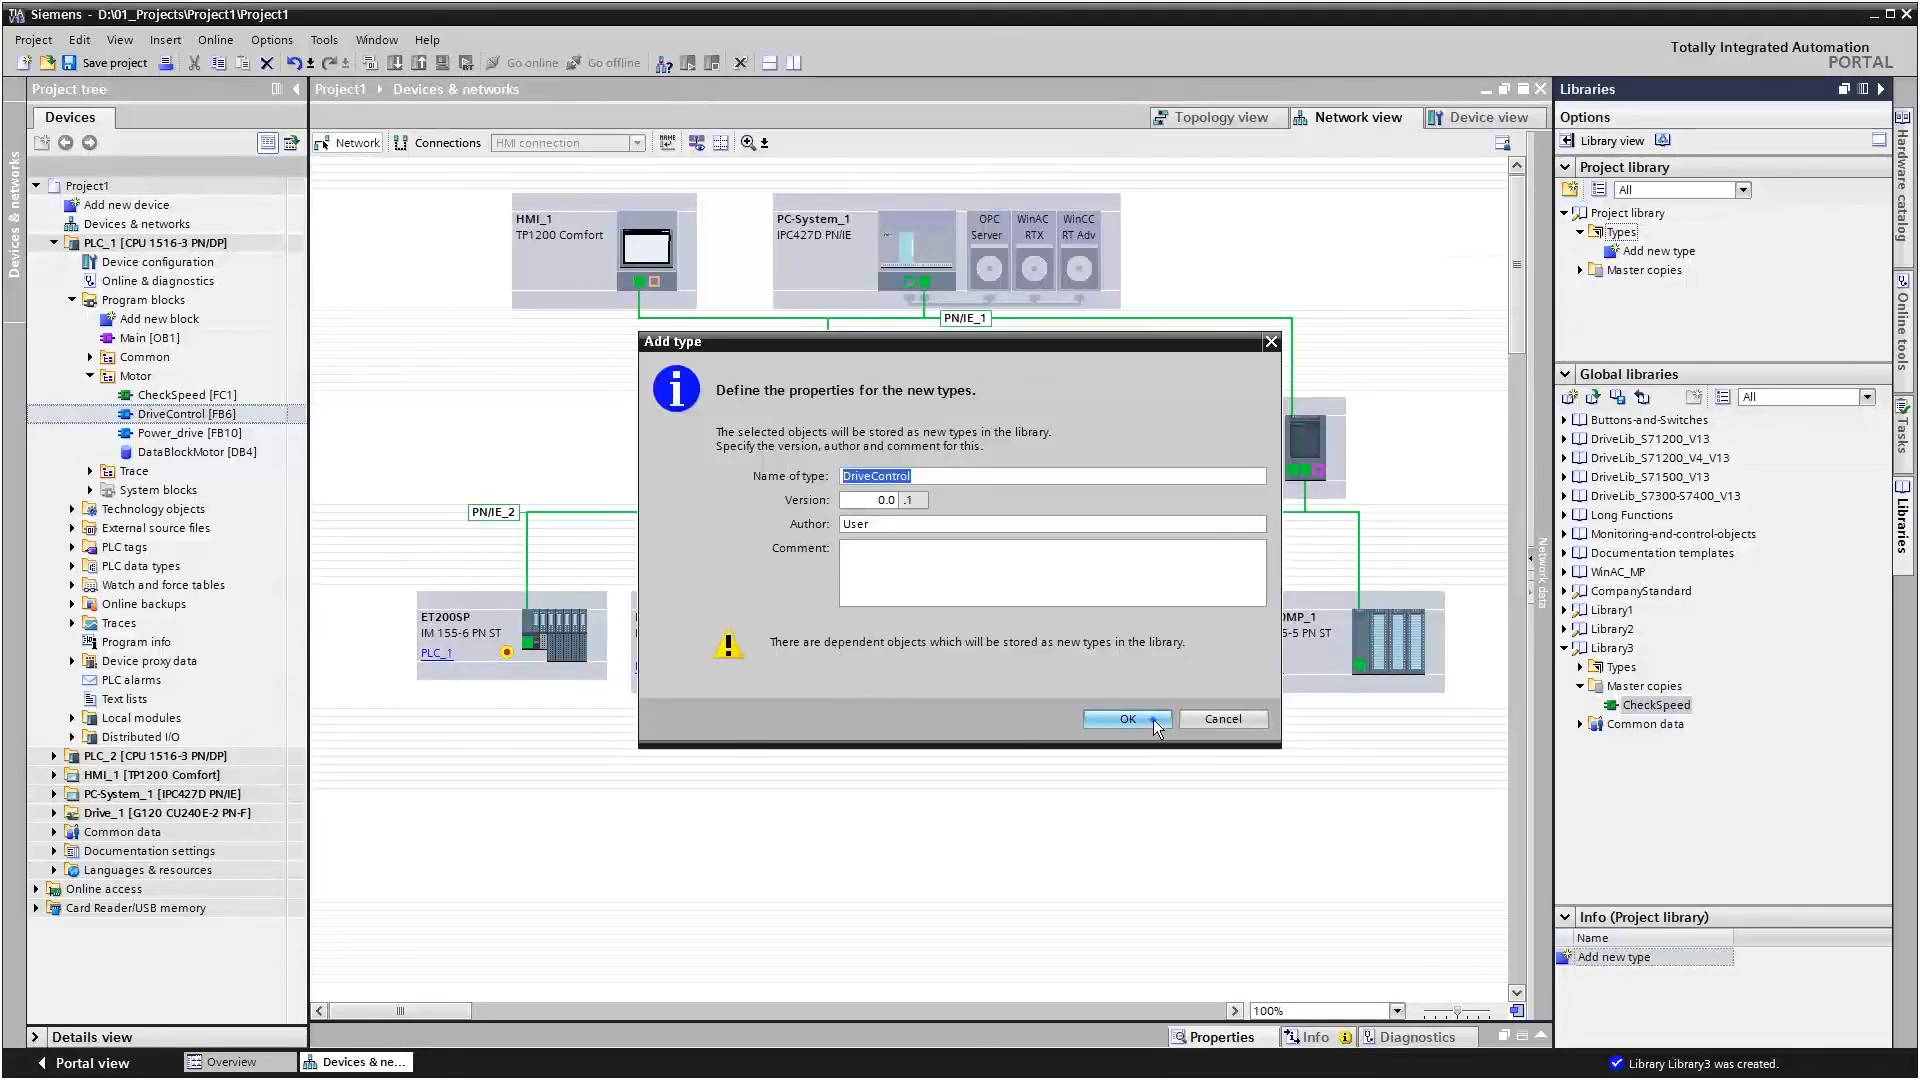 Siemens - D:\01_Projects\Project1\Project1
Project Edit View Insert Online Options Tools Window Help
Save project Go online Go offline
Totally Integrated Automation
PORTAL
Project tree
Devices
Devices & networks
Project1
Add new device
Devices & networks
PLC_1 [CPU 1516-3 PN/DP]
Device configuration
Online & diagnostics
Program blocks
Add new block
Main [OB1]
Common
Motor
CheckSpeed [FC1]
DriveControl [FB6]
Power_drive [FB10]
DataBlockMotor [DB4]
Trace
System blocks
Technology objects
External source files
PLC tags
PLC data types
Watch and force tables
Online backups
Traces
Program info
Device proxy data
PLC alarms
Text lists
Local modules
Distributed I/O
PLC_2 [CPU 1516-3 PN/DP]
HMI_1 [TP1200 Comfort]
PC-System_1 [IPC427D PN/IE]
Drive_1 [G120 CU240E-2 PN-F]
Common data
Documentation settings
Languages & resources
Online access
Card Reader/USB memory
Details view
Project1 Devices & networks
Topology view Network view Device view
Network Connections HMI connection
HMI_1
TP1200 Comfort
PC-System_1
IPC427D PN/IE
OPC
Server
WinAC
RTX
WinCC
RT Adv
PN/IE_1
PN/IE_2
ET200SP
IM 155-6 PN ST
PLC_1
OMP_1
5-5 PN ST
Network data
Add type
Define the properties for the new types.
The selected objects will be stored as new types in the library.
Specify the version, author and comment for this.
Name of type: DriveControl
Version: 0.0 .1
Author: User
Comment:
There are dependent objects which will be stored as new types in the library.
OK Cancel
100%
Properties Info Diagnostics
Libraries
Options
Library view
Project library
All
Project library
Types
Add new type
Master copies
Global libraries
All
Buttons-and-Switches
DriveLib_S71200_V13
DriveLib_S71200_V4_V13
DriveLib_S71500_V13
DriveLib_S7300-S7400_V13
Long Functions
Monitoring-and-control-objects
Documentation templates
WinAC_MP
CompanyStandard
Library1
Library2
Library3
Types
Master copies
CheckSpeed
Common data
Info (Project library)
Name
Add new type
Hardware catalog
Online tools
Tasks
Libraries
Portal view Overview Devices & ne...
Library Library3 was created.